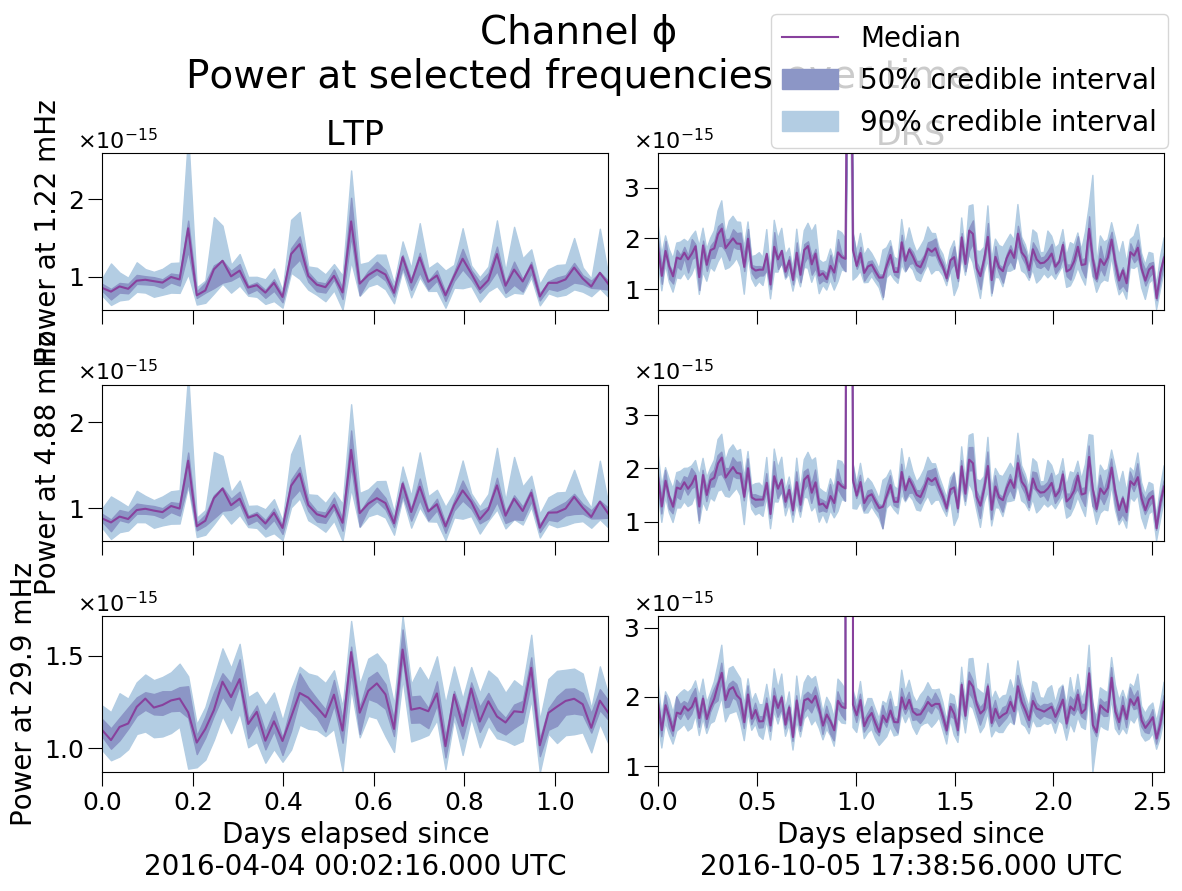 Channel ϕ
Power at selected frequencies over time
Median
50% credible interval
90% credible interval
LTP
DRS
×10⁻¹⁵
2
1
Power at 1.22 mHz
×10⁻¹⁵
3
2
1
×10⁻¹⁵
2
1
Power at 4.88 mHz
×10⁻¹⁵
3
2
1
×10⁻¹⁵
1.5
1.0
Power at 29.9 mHz
×10⁻¹⁵
3
2
1
0.0 0.2 0.4 0.6 0.8 1.0
Days elapsed since
2016-04-04 00:02:16.000 UTC
0.0 0.5 1.0 1.5 2.0 2.5
Days elapsed since
2016-10-05 17:38:56.000 UTC